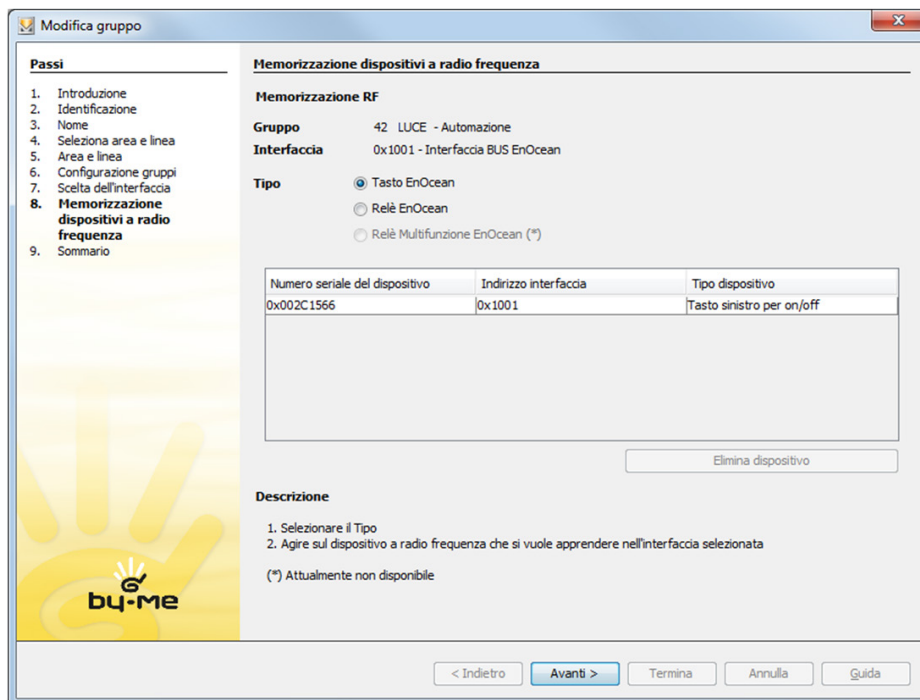 Modifica gruppo
Passi
1. Introduzione
2. Identificazione
3. Nome
4. Seleziona area e linea
5. Area e linea
6. Configurazione gruppi
7. Scelta dell'interfaccia
8. Memorizzazione
dispositivi a radio
frequenza
9. Sommario
by-me
Memorizzazione dispositivi a radio frequenza
Memorizzazione RF
Gruppo 42 LUCE - Automazione
Interfaccia 0x1001 - Interfaccia BUS EnOcean
Tipo Tasto EnOcean
Relè EnOcean
Relè Multifunzione EnOcean (*)
Numero seriale del dispositivo Indirizzo interfaccia Tipo dispositivo
0x002C1566 0x1001 Tasto sinistro per on/off
Elimina dispositivo
Descrizione
1. Selezionare il Tipo
2. Agire sul dispositivo a radio frequenza che si vuole apprendere nell'interfaccia selezionata
(*) Attualmente non disponibile
< Indietro Avanti > Termina Annulla Guida